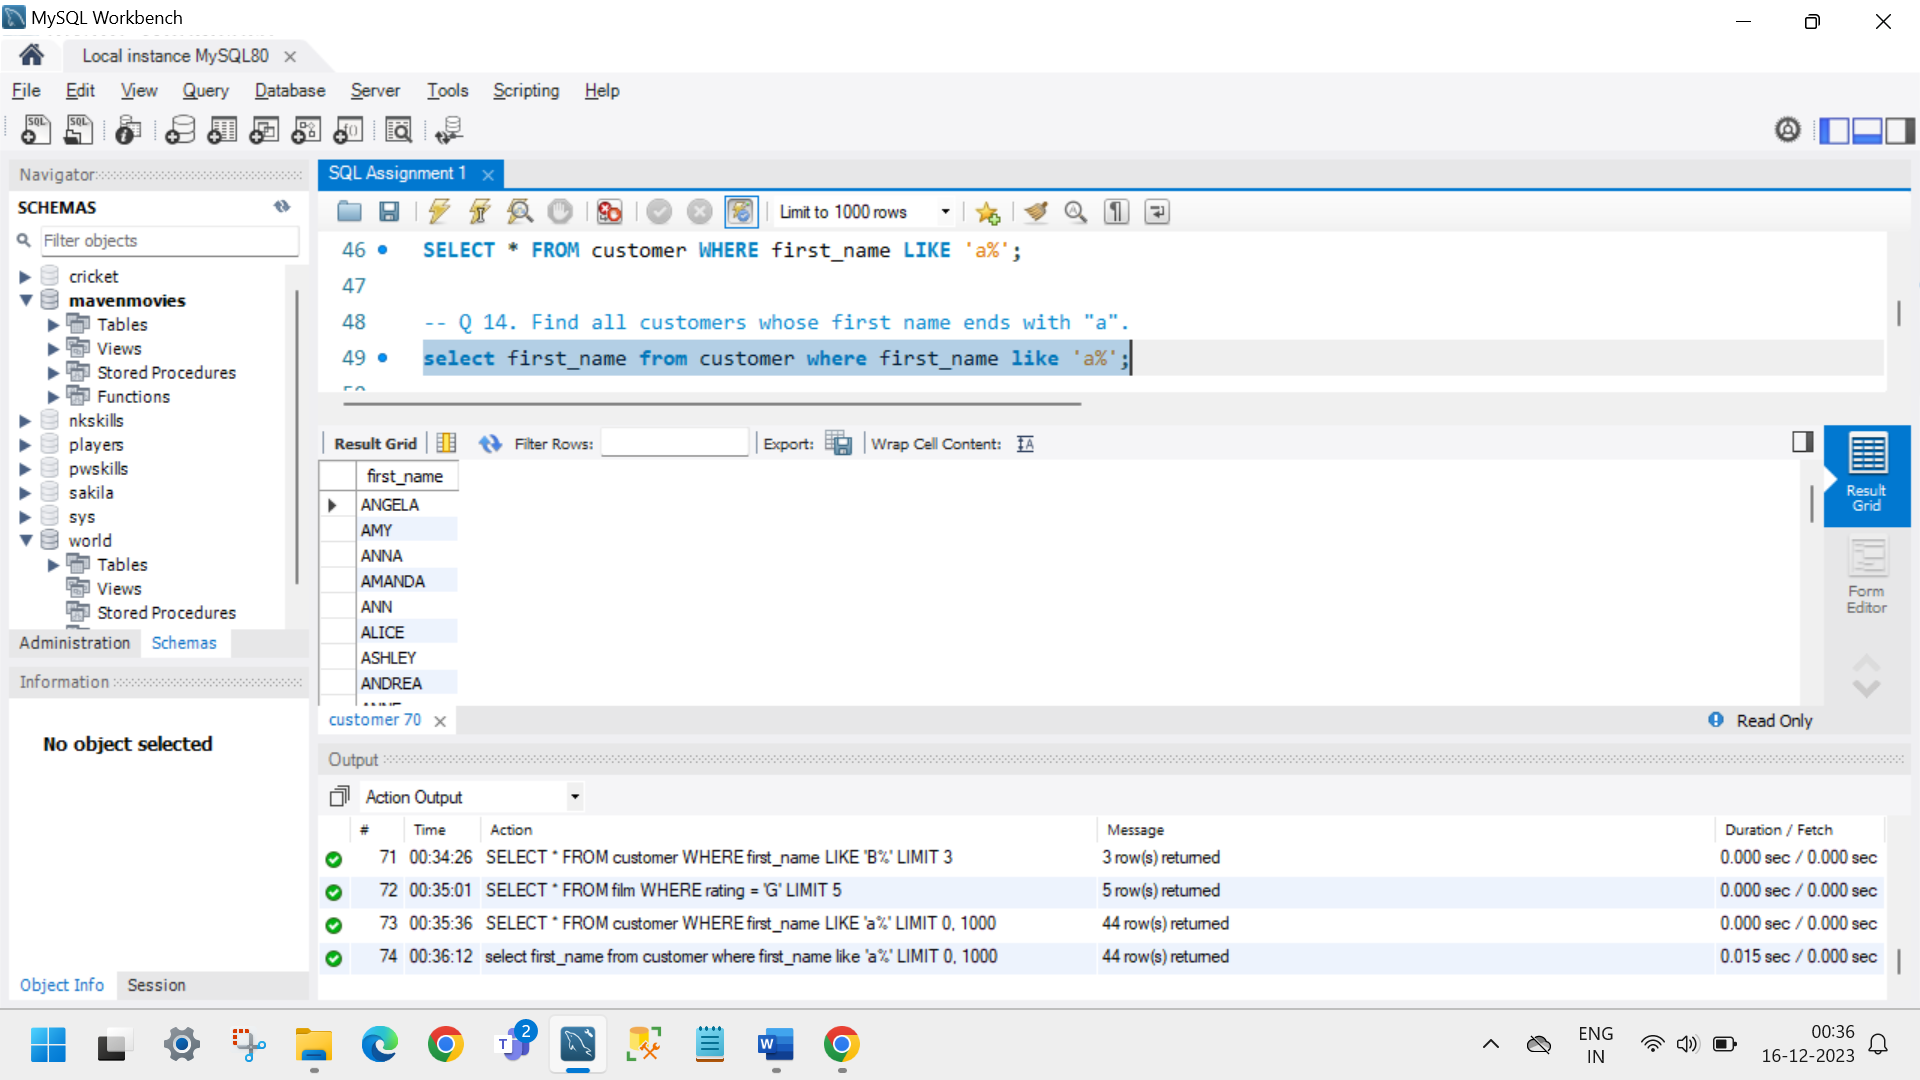 MySQL Workbench
Local instance MySQL80
File Edit View Query Database Server Tools Scripting Help
Navigator
SCHEMAS
Filter objects
cricket
mavenmovies
Tables
Views
Stored Procedures
Functions
nkskills
players
pwskills
sakila
sys
world
Tables
Views
Stored Procedures
Administration Schemas
Information
No object selected
Object Info Session
SQL Assignment 1
Limit to 1000 rows
46 SELECT * FROM customer WHERE first_name LIKE 'a%';
47
48 -- Q 14. Find all customers whose first name ends with "a".
49 select first_name from customer where first_name like 'a%';
Result Grid Filter Rows: Export: Wrap Cell Content:
first_name
ANGELA
AMY
ANNA
AMANDA
ANN
ALICE
ASHLEY
ANDREA
Result
Grid
Form
Editor
customer 70
Read Only
Output
Action Output
# Time Action Message Duration / Fetch
71 00:34:26 SELECT * FROM customer WHERE first_name LIKE 'B%' LIMIT 3 3 row(s) returned 0.000 sec / 0.000 sec
72 00:35:01 SELECT * FROM film WHERE rating = 'G' LIMIT 5 5 row(s) returned 0.000 sec / 0.000 sec
73 00:35:36 SELECT * FROM customer WHERE first_name LIKE 'a%' LIMIT 0, 1000 44 row(s) returned 0.000 sec / 0.000 sec
74 00:36:12 select first_name from customer where first_name like 'a%' LIMIT 0, 1000 44 row(s) returned 0.015 sec / 0.000 sec
2
ENG
IN
00:36
16-12-2023